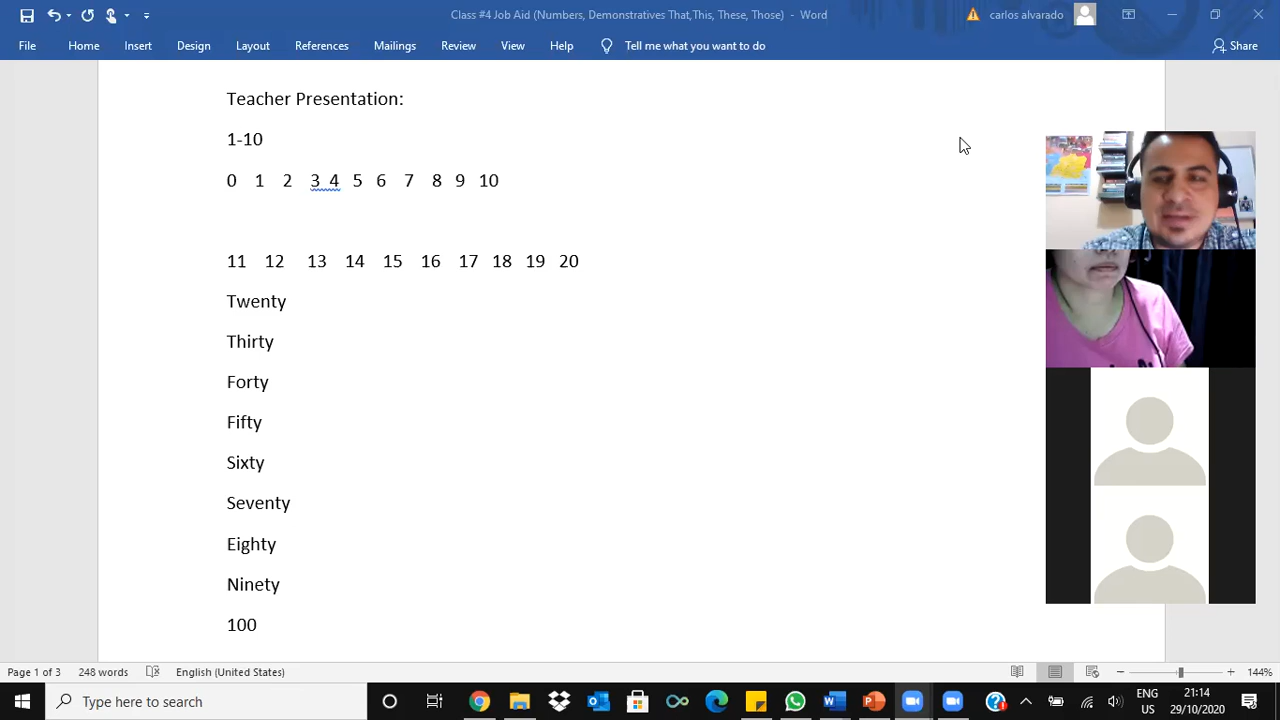 Class #4 Job Aid (Numbers, Demonstratives That,This, These, Those) - Word
carlos alvarado
File Home Insert Design Layout References Mailings Review View Help Tell me what you want to do Share
Teacher Presentation:
1-10
0 1 2 3 4 5 6 7 8 9 10
11 12 13 14 15 16 17 18 19 20
Twenty
Thirty
Forty
Fifty
Sixty
Seventy
Eighty
Ninety
100
Page 1 of 3 248 words English (United States) 144%
Type here to search
ENG 21:14
US 29/10/2020